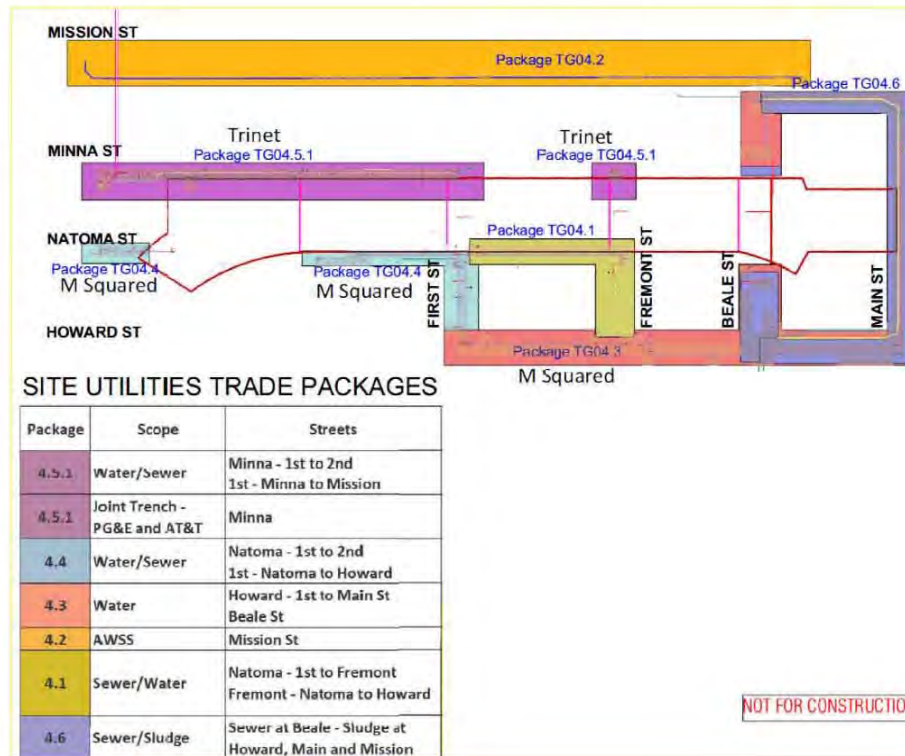 MISSION ST
Package TG04.2
Package TG04.6
Trinet
Trinet
MINNA ST
Package TG04.5.1
Package TG04.5.1
NATOMA ST
Package TG04.1
Package TG04.4
Package TG04.4
M Squared
M Squared
FIRST ST
FREMONT ST
BEALE ST
MAIN ST
HOWARD ST
Package TG04.3
M Squared
SITE UTILITIES TRADE PACKAGES
Package Scope Streets
4.5.1 Water/Sewer Minna - 1st to 2nd
1st - Minna to Mission
4.5.1 Joint Trench -
PG&E and AT&T Minna
4.4 Water/Sewer Natoma - 1st to 2nd
1st - Natoma to Howard
4.3 Water Howard - 1st to Main St
Beale St
4.2 AWSS Mission St
4.1 Sewer/Water Natoma - 1st to Fremont
Fremont - Natoma to Howard
4.6 Sewer/Sludge Sewer at Beale - Sludge at
Howard, Main and Mission
NOT FOR CONSTRUCTIO